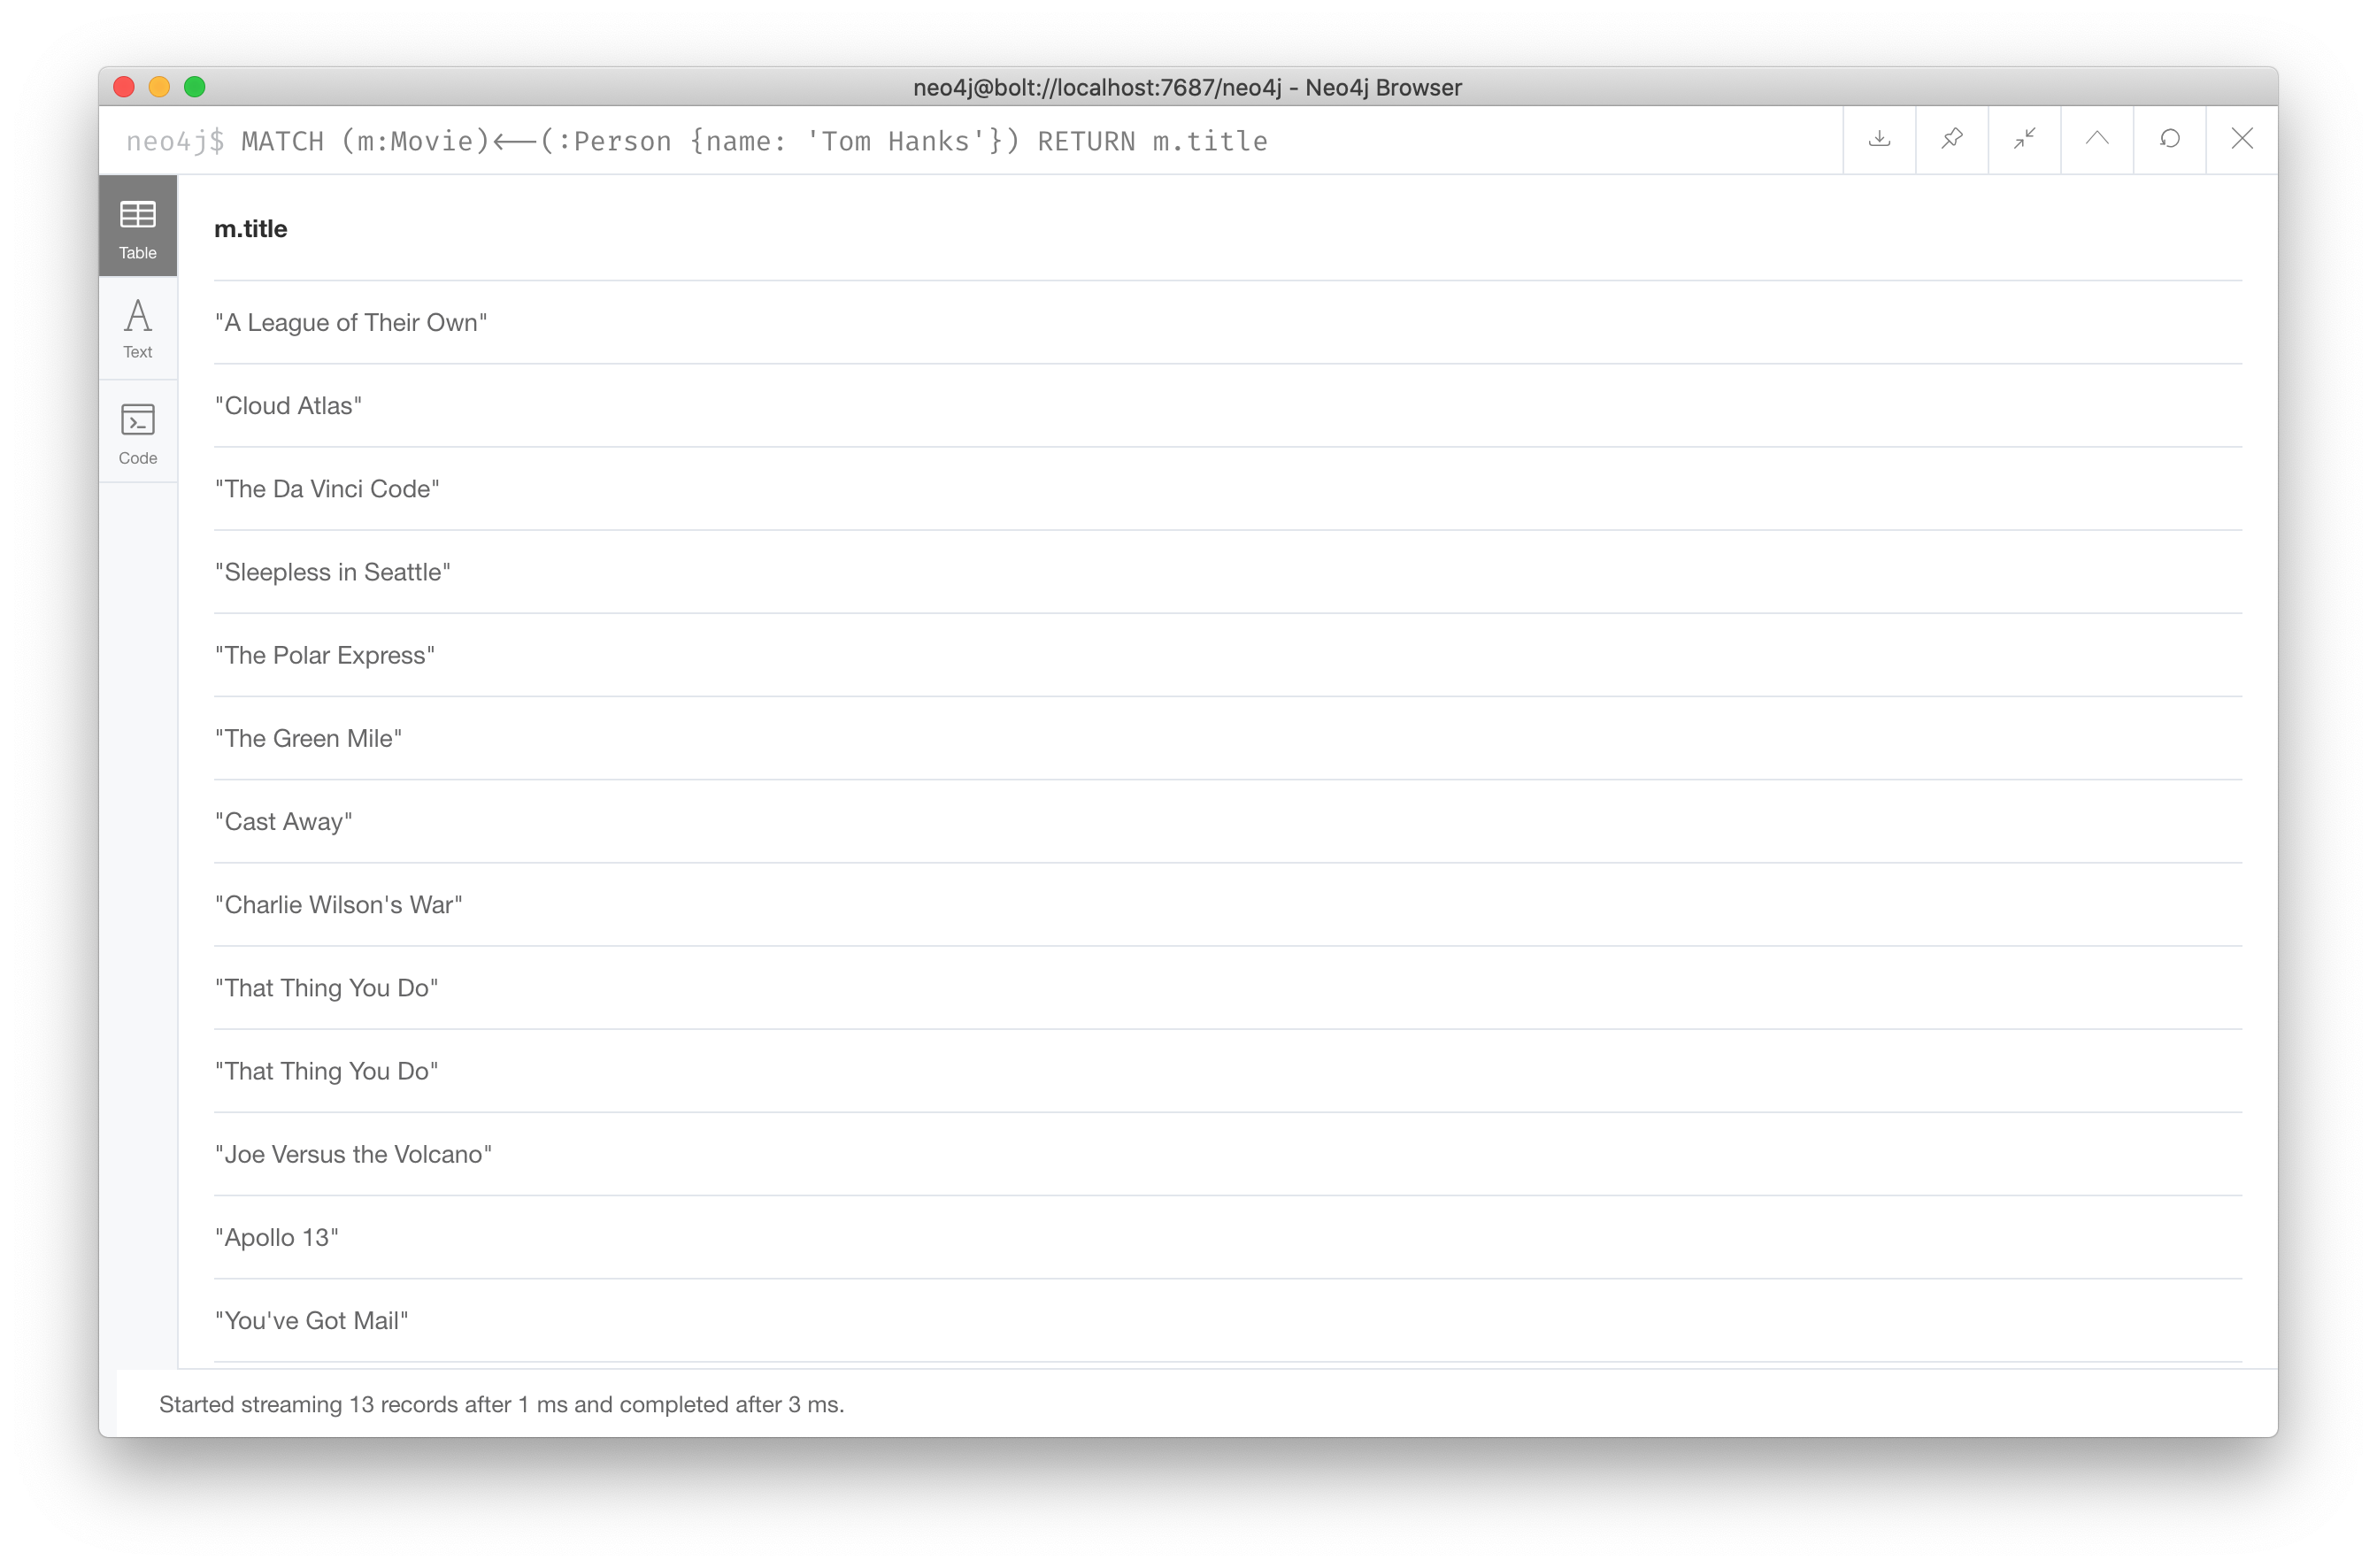 neo4j@bolt://localhost:7687/neo4j - Neo4j Browser
neo4j$ MATCH (m:Movie)<--(:Person {name: 'Tom Hanks'}) RETURN m.title
Table
Text
Code
m.title
"A League of Their Own"
"Cloud Atlas"
"The Da Vinci Code"
"Sleepless in Seattle"
"The Polar Express"
"The Green Mile"
"Cast Away"
"Charlie Wilson's War"
"That Thing You Do"
"That Thing You Do"
"Joe Versus the Volcano"
"Apollo 13"
"You've Got Mail"
Started streaming 13 records after 1 ms and completed after 3 ms.